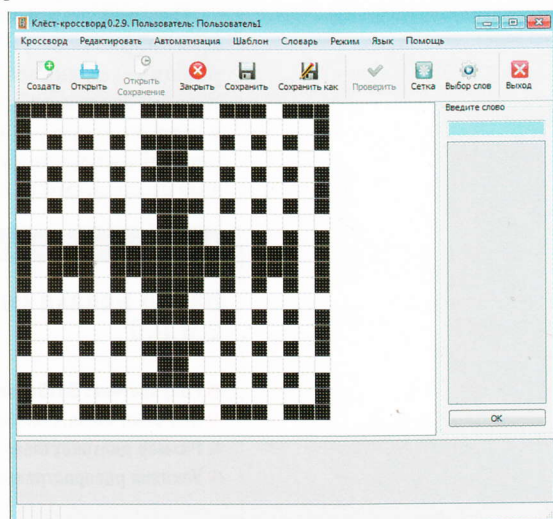 Клёст-кроссворд 0.2.9. Пользователь: Пользователь1
Кроссворд Редактировать Автоматизация Шаблон Словарь Режим Язык Помощь
Создать Открыть Открыть Сохранение Закрыть Сохранить Сохранить как Проверить Сетка Выбор слов Выход
Введите слово
OK